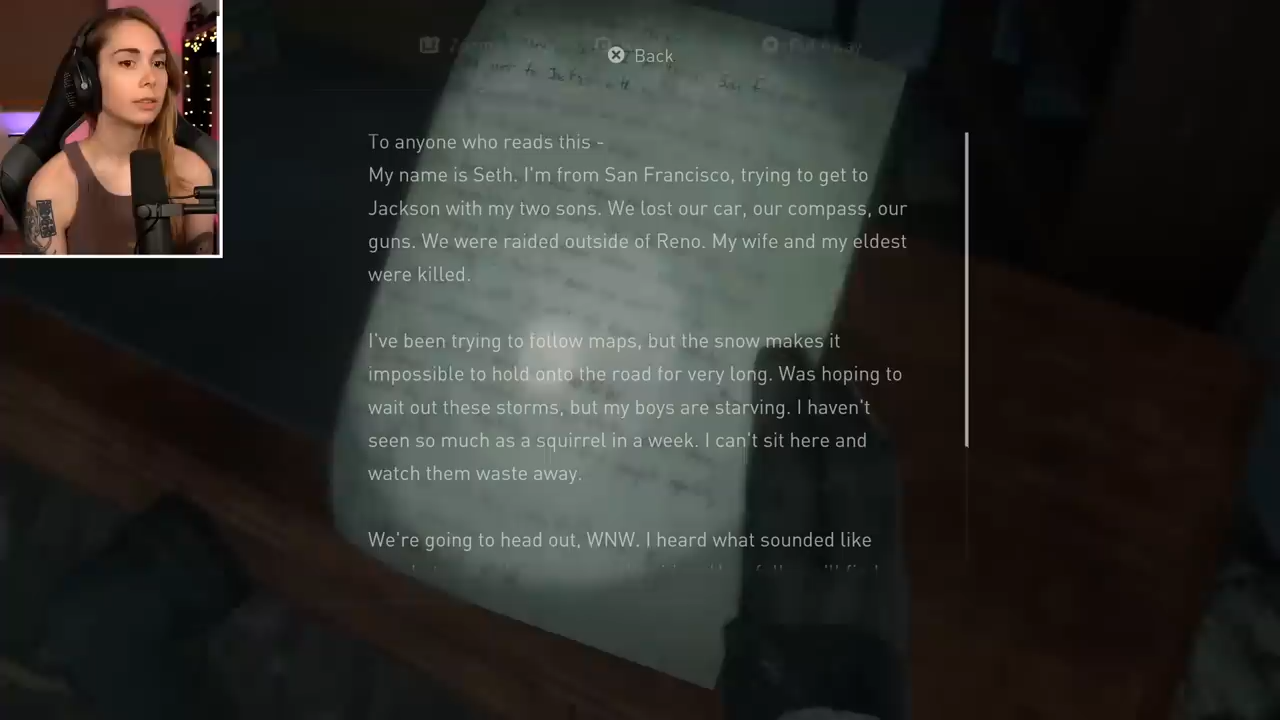 Back
To anyone who reads this -
My name is Seth. I'm from San Francisco, trying to get to
Jackson with my two sons. We lost our car, our compass, our
guns. We were raided outside of Reno. My wife and my eldest
were killed.
I've been trying to follow maps, but the snow makes it
impossible to hold onto the road for very long. Was hoping to
wait out these storms, but my boys are starving. I haven't
seen so much as a squirrel in a week. I can't sit here and
watch them waste away.
We're going to head out, WNW. I heard what sounded like